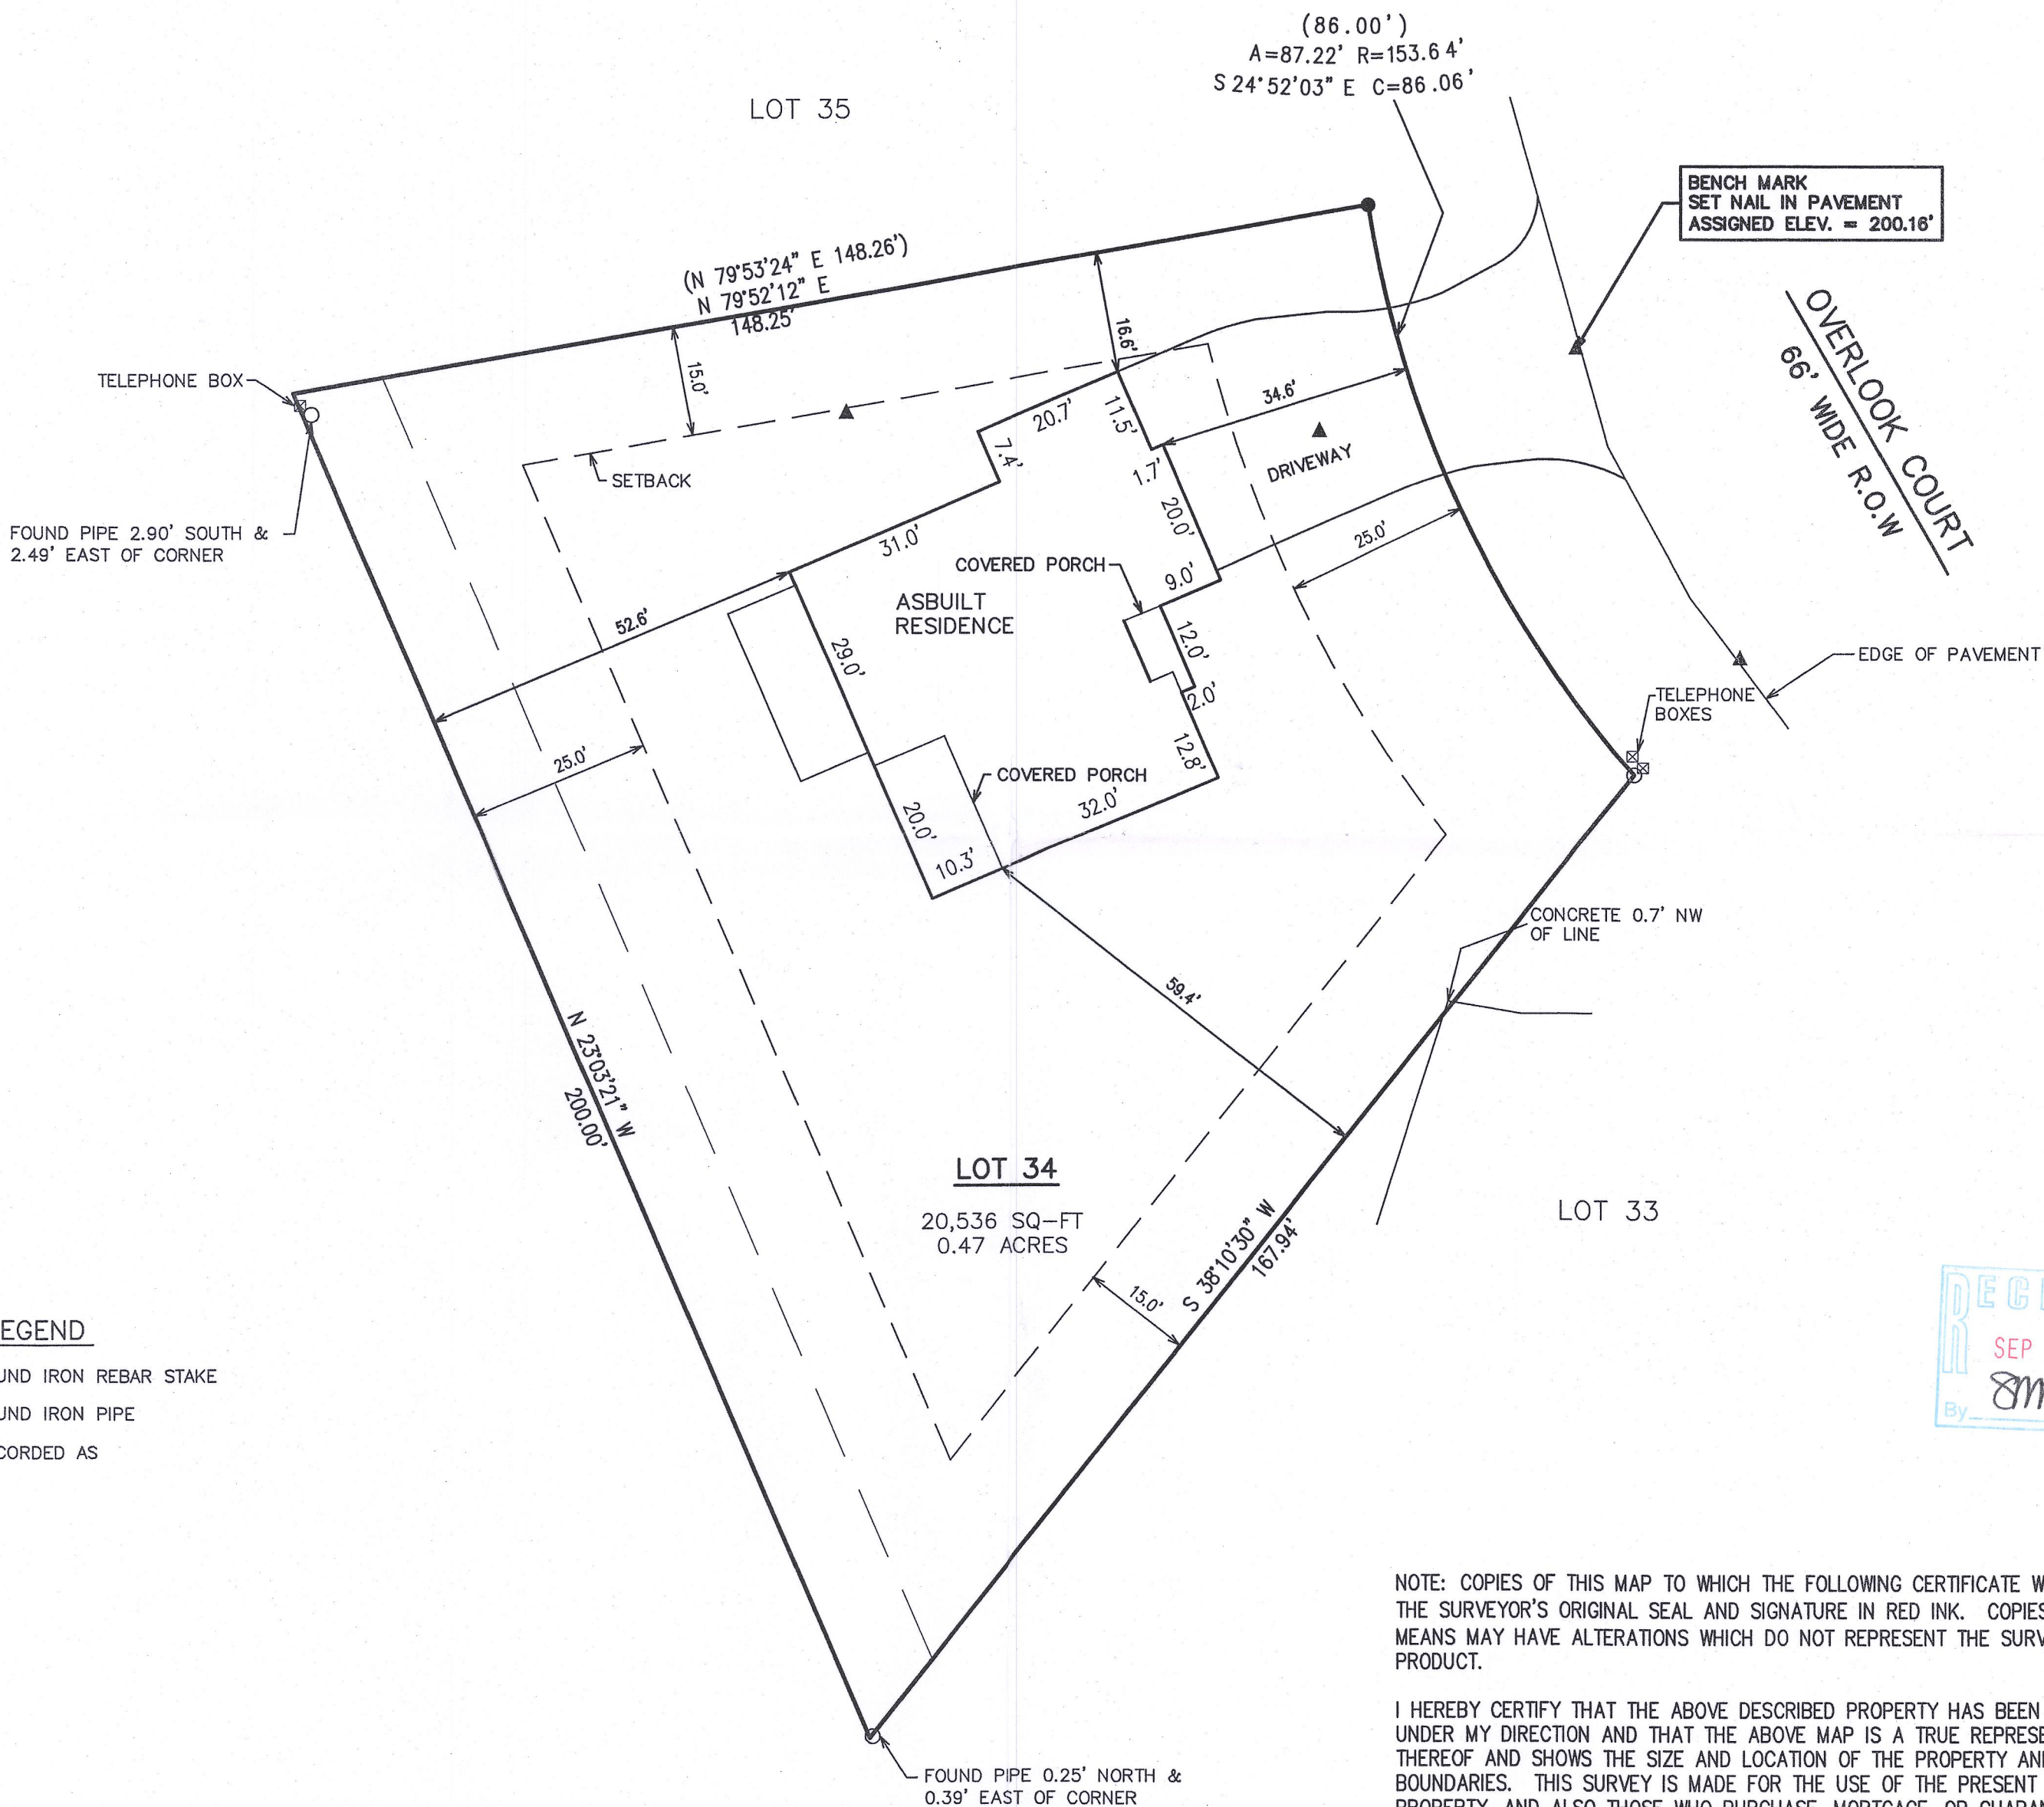 (86.00')
A=87.22' R=153.64'
S 24°52'03" E C=86.06'
LOT 35
BENCH MARK
SET NAIL IN PAVEMENT
ASSIGNED ELEV. = 200.16'
OVERLOOK COURT
66' WIDE R.O.W
(N 79°53'24" E 148.26')
N 79°52'12" E
148.25'
TELEPHONE BOX
15.0'
16.6'
34.6'
20.7'
11.5'
7.4'
1.7'
DRIVEWAY
SETBACK
20.0'
FOUND PIPE 2.90' SOUTH &
2.49' EAST OF CORNER
31.0'
25.0'
COVERED PORCH
9.0'
ASBUILT
RESIDENCE
52.6'
29.0'
12.0'
EDGE OF PAVEMENT
2.0'
TELEPHONE
BOXES
25.0'
12.8'
COVERED PORCH
32.0'
20.0'
10.3'
CONCRETE 0.7' NW
OF LINE
59.4'
N 23°03'21" W
200.00'
LOT 34
20,536 SQ-FT
0.47 ACRES
S 38°10'30" W
167.94'
LOT 33
15.0'
EGEND
UND IRON REBAR STAKE
UND IRON PIPE
CORDED AS
SEP
By
FOUND PIPE 0.25' NORTH &
0.39' EAST OF CORNER
NOTE: COPIES OF THIS MAP TO WHICH THE FOLLOWING CERTIFICATE W
THE SURVEYOR'S ORIGINAL SEAL AND SIGNATURE IN RED INK. COPIES
MEANS MAY HAVE ALTERATIONS WHICH DO NOT REPRESENT THE SURV
PRODUCT.
I HEREBY CERTIFY THAT THE ABOVE DESCRIBED PROPERTY HAS BEEN
UNDER MY DIRECTION AND THAT THE ABOVE MAP IS A TRUE REPRESE
THEREOF AND SHOWS THE SIZE AND LOCATION OF THE PROPERTY AN
BOUNDARIES. THIS SURVEY IS MADE FOR THE USE OF THE PRESENT